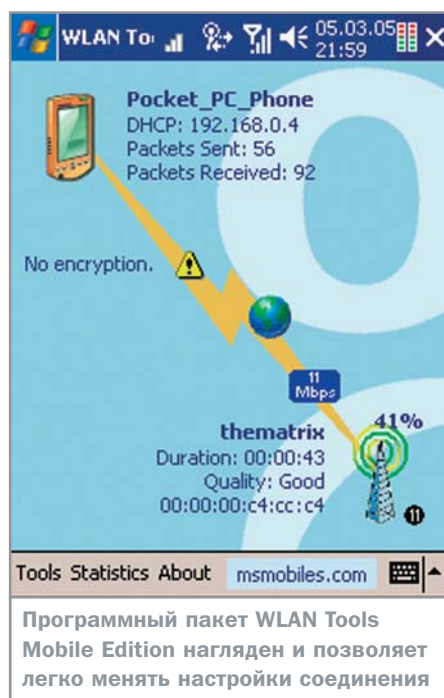 WLAN To
05.03.05
21:59
Pocket_PC_Phone
DHCP: 192.168.0.4
Packets Sent: 56
Packets Received: 92
No encryption.
11
Mbps
41%
thematrix
Duration: 00:00:43
Quality: Good
00:00:00:c4:cc:c4
11
Tools Statistics About msmobiles.com
Программный пакет WLAN Tools
Mobile Edition нагляден и позволяет
легко менять настройки соединения